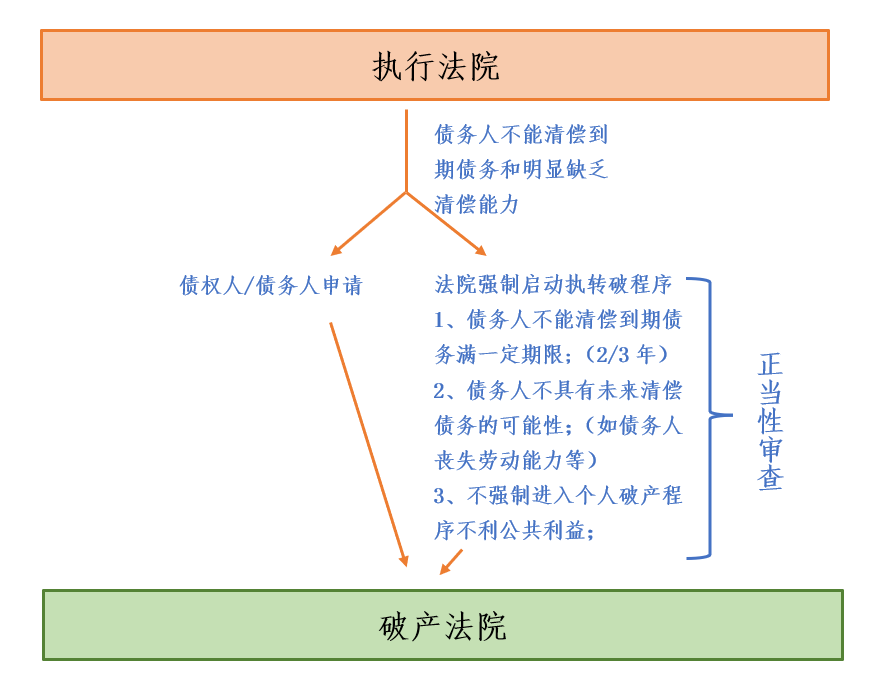 执行法院
债务人不能清偿到
期债务和明显缺乏
清偿能力
债权人/债务人申请
法院强制启动执转破程序
1、债务人不能清偿到期债
务满一定期限；（2/3 年）
2、债务人不具有未来清偿
债务的可能性；（如债务人
丧失劳动能力等）
3、不强制进入个人破产程
序不利公共利益；
正当性审查
破产法院